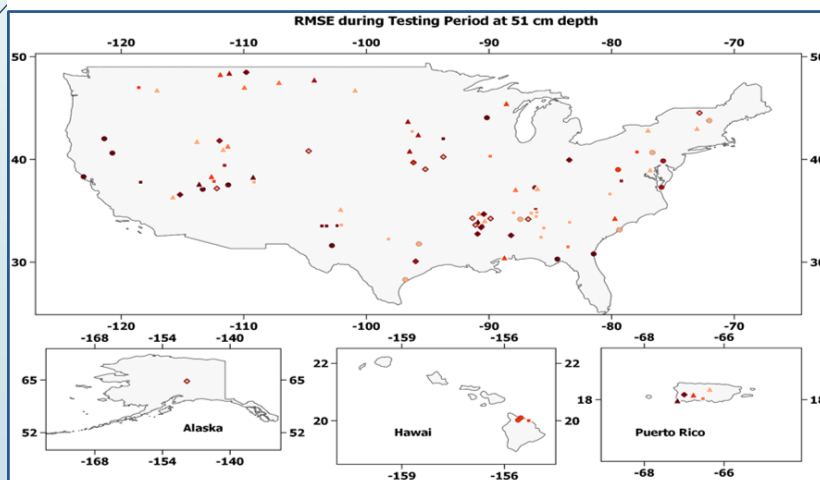 RMSE during Testing Period at 51 cm depth
-120 -110 -100 -90 -80 -70
50 50
40 40
30 30
-120 -110 -100 -90 -80 -70
-168 -154 -140
65 65
52 52
Alaska
-168 -154 -140
-159 -156
22 22
20 20
Hawai
-159 -156
-68 -66
18 18
Puerto Rico
-68 -66